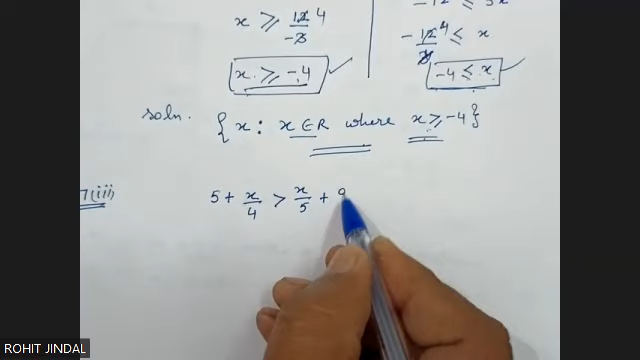 x ≥ 12 4 / -3
x ≥ -4
-12 ≤ 3x
-12 4 / 3 ≤ x
-4 ≤ x
soln. {x : x ∈ R where x ≥ -4}
7(iii) 5 + x/4 > x/5 +
ROHIT JINDAL